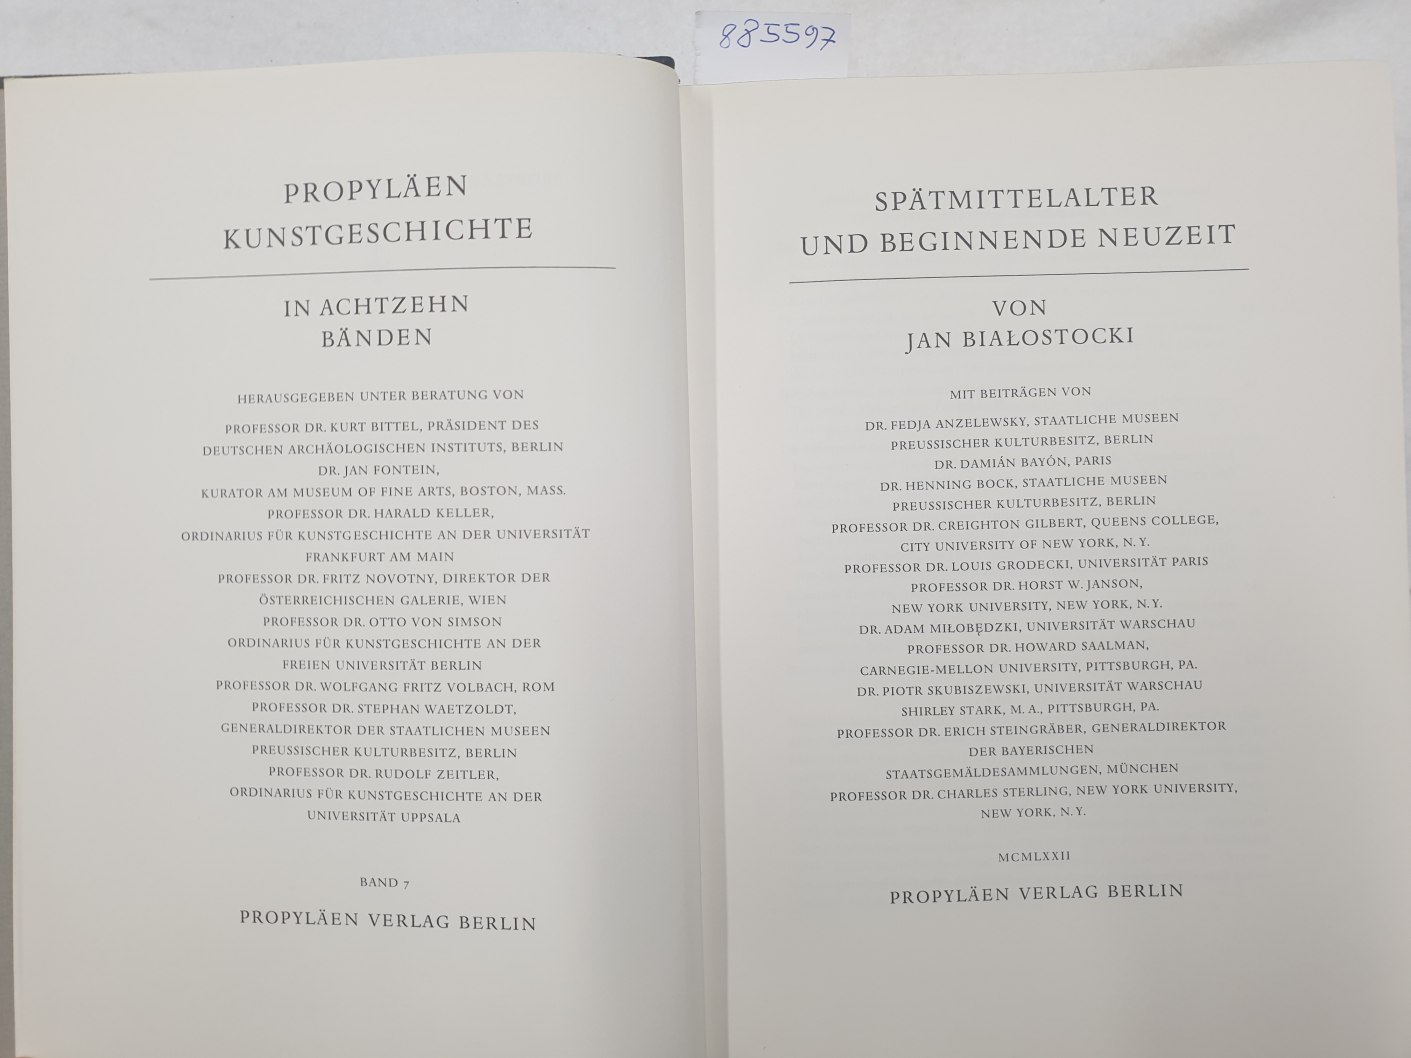 885597
PROPYLÄEN
KUNSTGESCHICHTE
IN ACHTZEHN
BÄNDEN
HERAUSGEGEBEN UNTER BERATUNG VON
PROFESSOR DR. KURT BITTEL, PRÄSIDENT DES
DEUTSCHEN ARCHÄOLOGISCHEN INSTITUTS, BERLIN
DR. JAN FONTEIN,
KURATOR AM MUSEUM OF FINE ARTS, BOSTON, MASS.
PROFESSOR DR. HARALD KELLER,
ORDINARIUS FÜR KUNSTGESCHICHTE AN DER UNIVERSITÄT
FRANKFURT AM MAIN
PROFESSOR DR. FRITZ NOVOTNY, DIREKTOR DER
ÖSTERREICHISCHEN GALERIE, WIEN
PROFESSOR DR. OTTO VON SIMSON
ORDINARIUS FÜR KUNSTGESCHICHTE AN DER
FREIEN UNIVERSITÄT BERLIN
PROFESSOR DR. WOLFGANG FRITZ VOLBACH, ROM
PROFESSOR DR. STEPHAN WAETZOLDT,
GENERALDIREKTOR DER STAATLICHEN MUSEEN
PREUSSISCHER KULTURBESITZ, BERLIN
PROFESSOR DR. RUDOLF ZEITLER,
ORDINARIUS FÜR KUNSTGESCHICHTE AN DER
UNIVERSITÄT UPPSALA
BAND 7
PROPYLÄEN VERLAG BERLIN
SPÄTMITTELALTER
UND BEGINNENDE NEUZEIT
VON
JAN BIAŁOSTOCKI
MIT BEITRÄGEN VON
DR. FEDJA ANZELEWSKY, STAATLICHE MUSEEN
PREUSSISCHER KULTURBESITZ, BERLIN
DR. DAMIÁN BAYÓN, PARIS
DR. HENNING BOCK, STAATLICHE MUSEEN
PREUSSISCHER KULTURBESITZ, BERLIN
PROFESSOR DR. CREIGHTON GILBERT, QUEENS COLLEGE,
CITY UNIVERSITY OF NEW YORK, N. Y.
PROFESSOR DR. LOUIS GRODECKI, UNIVERSITÄT PARIS
PROFESSOR DR. HORST W. JANSON,
NEW YORK UNIVERSITY, NEW YORK, N. Y.
DR. ADAM MIŁOBĘDZKI, UNIVERSITÄT WARSCHAU
PROFESSOR DR. HOWARD SAALMAN,
CARNEGIE-MELLON UNIVERSITY, PITTSBURGH, PA.
DR. PIOTR SKUBISZEWSKI, UNIVERSITÄT WARSCHAU
SHIRLEY STARK, M. A., PITTSBURGH, PA.
PROFESSOR DR. ERICH STEINGRÄBER, GENERALDIREKTOR
DER BAYERISCHEN
STAATSGEMÄLDESAMMLUNGEN, MÜNCHEN
PROFESSOR DR. CHARLES STERLING, NEW YORK UNIVERSITY,
NEW YORK, N. Y.
MCMLXXII
PROPYLÄEN VERLAG BERLIN